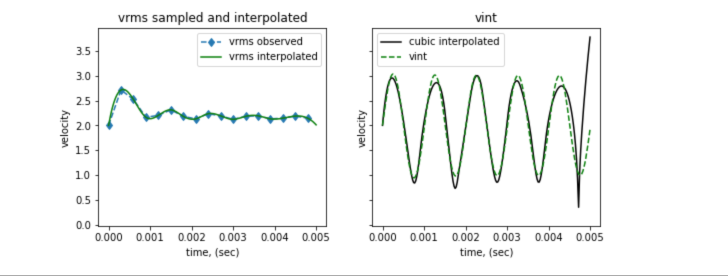 vrms sampled and interpolated
vrms observed
vrms interpolated
velocity
3.5
3.0
2.5
2.0
1.5
1.0
0.5
0.0
0.000 0.001 0.002 0.003 0.004 0.005
time, (sec)
vint
cubic interpolated
vint
velocity
0.000 0.001 0.002 0.003 0.004 0.005
time, (sec)